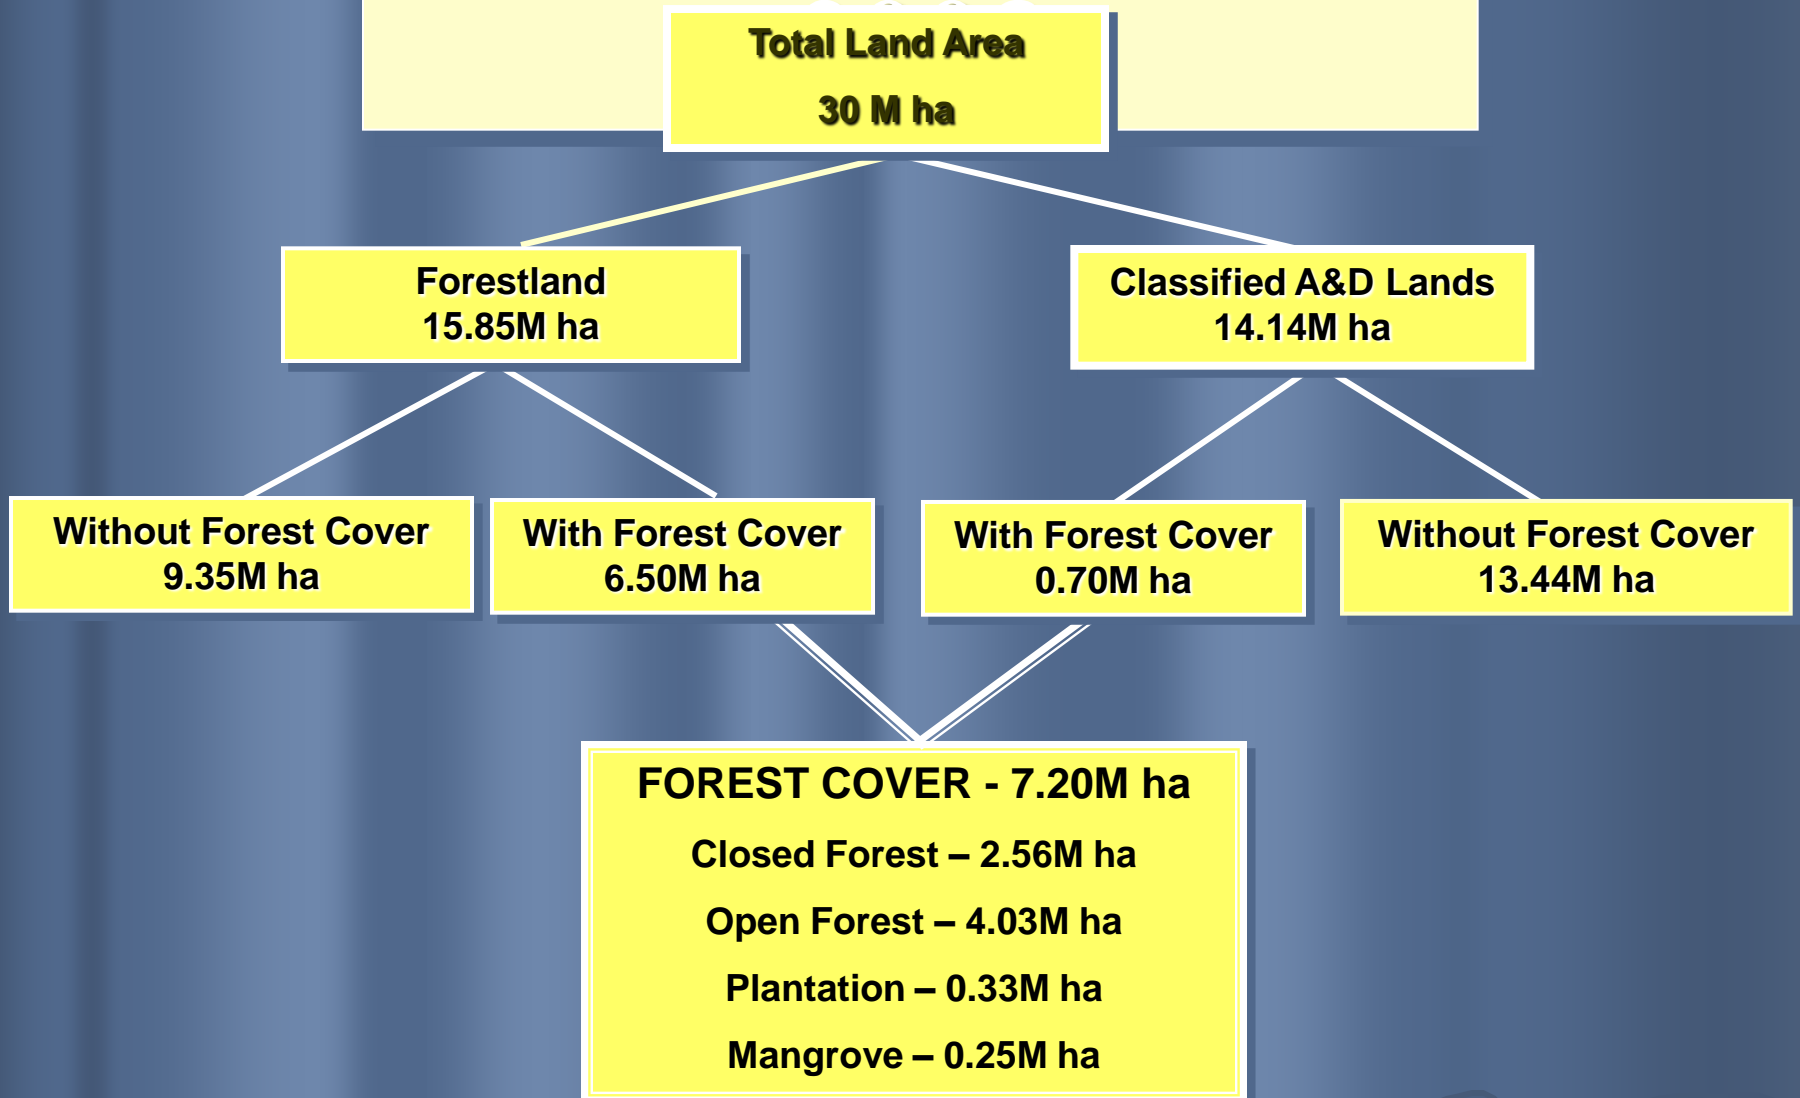 Total Land Area
30 M ha
Forestland
15.85M ha
Classified A&D Lands
14.14M ha
Without Forest Cover
9.35M ha
With Forest Cover
6.50M ha
With Forest Cover
0.70M ha
Without Forest Cover
13.44M ha
FOREST COVER - 7.20M ha
Closed Forest – 2.56M ha
Open Forest – 4.03M ha
Plantation – 0.33M ha
Mangrove – 0.25M ha